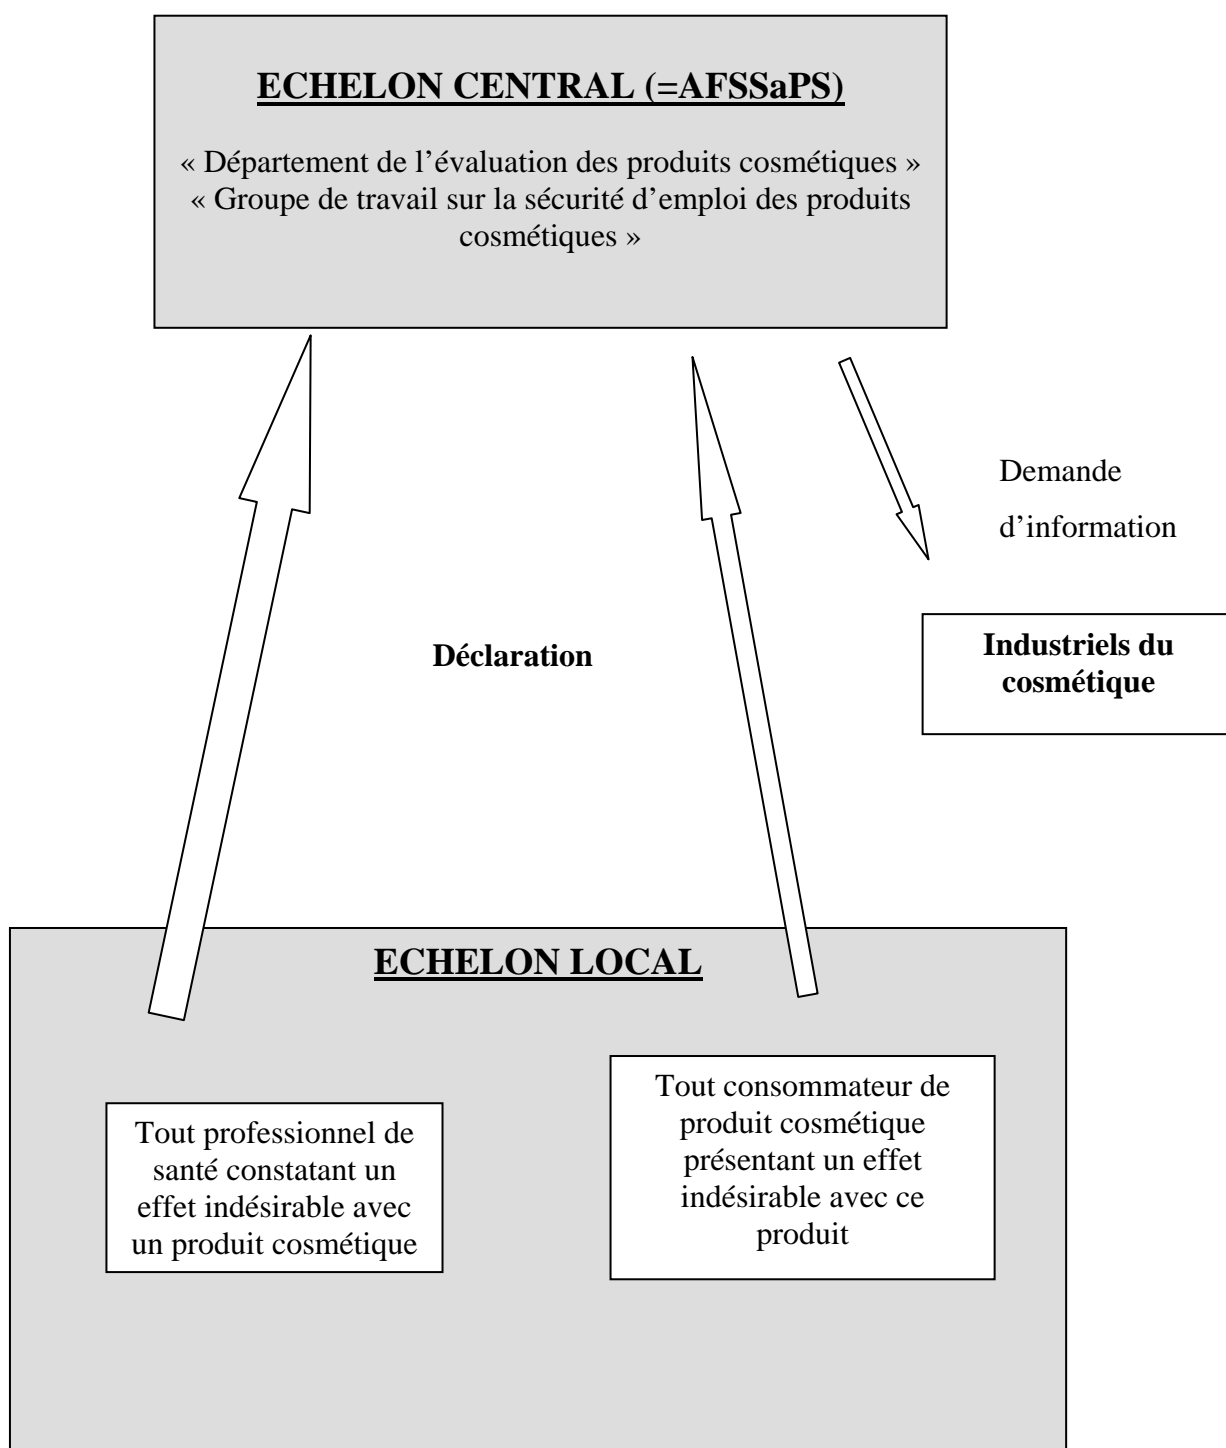 ECHELON CENTRAL (=AFSSaPS)
« Département de l’évaluation des produits cosmétiques »
« Groupe de travail sur la sécurité d’emploi des produits
cosmétiques »
Demande
d’information
Industriels du
cosmétique
Déclaration
ECHELON LOCAL
Tout professionnel de
santé constatant un
effet indésirable avec
un produit cosmétique
Tout consommateur de
produit cosmétique
présentant un effet
indésirable avec ce
produit